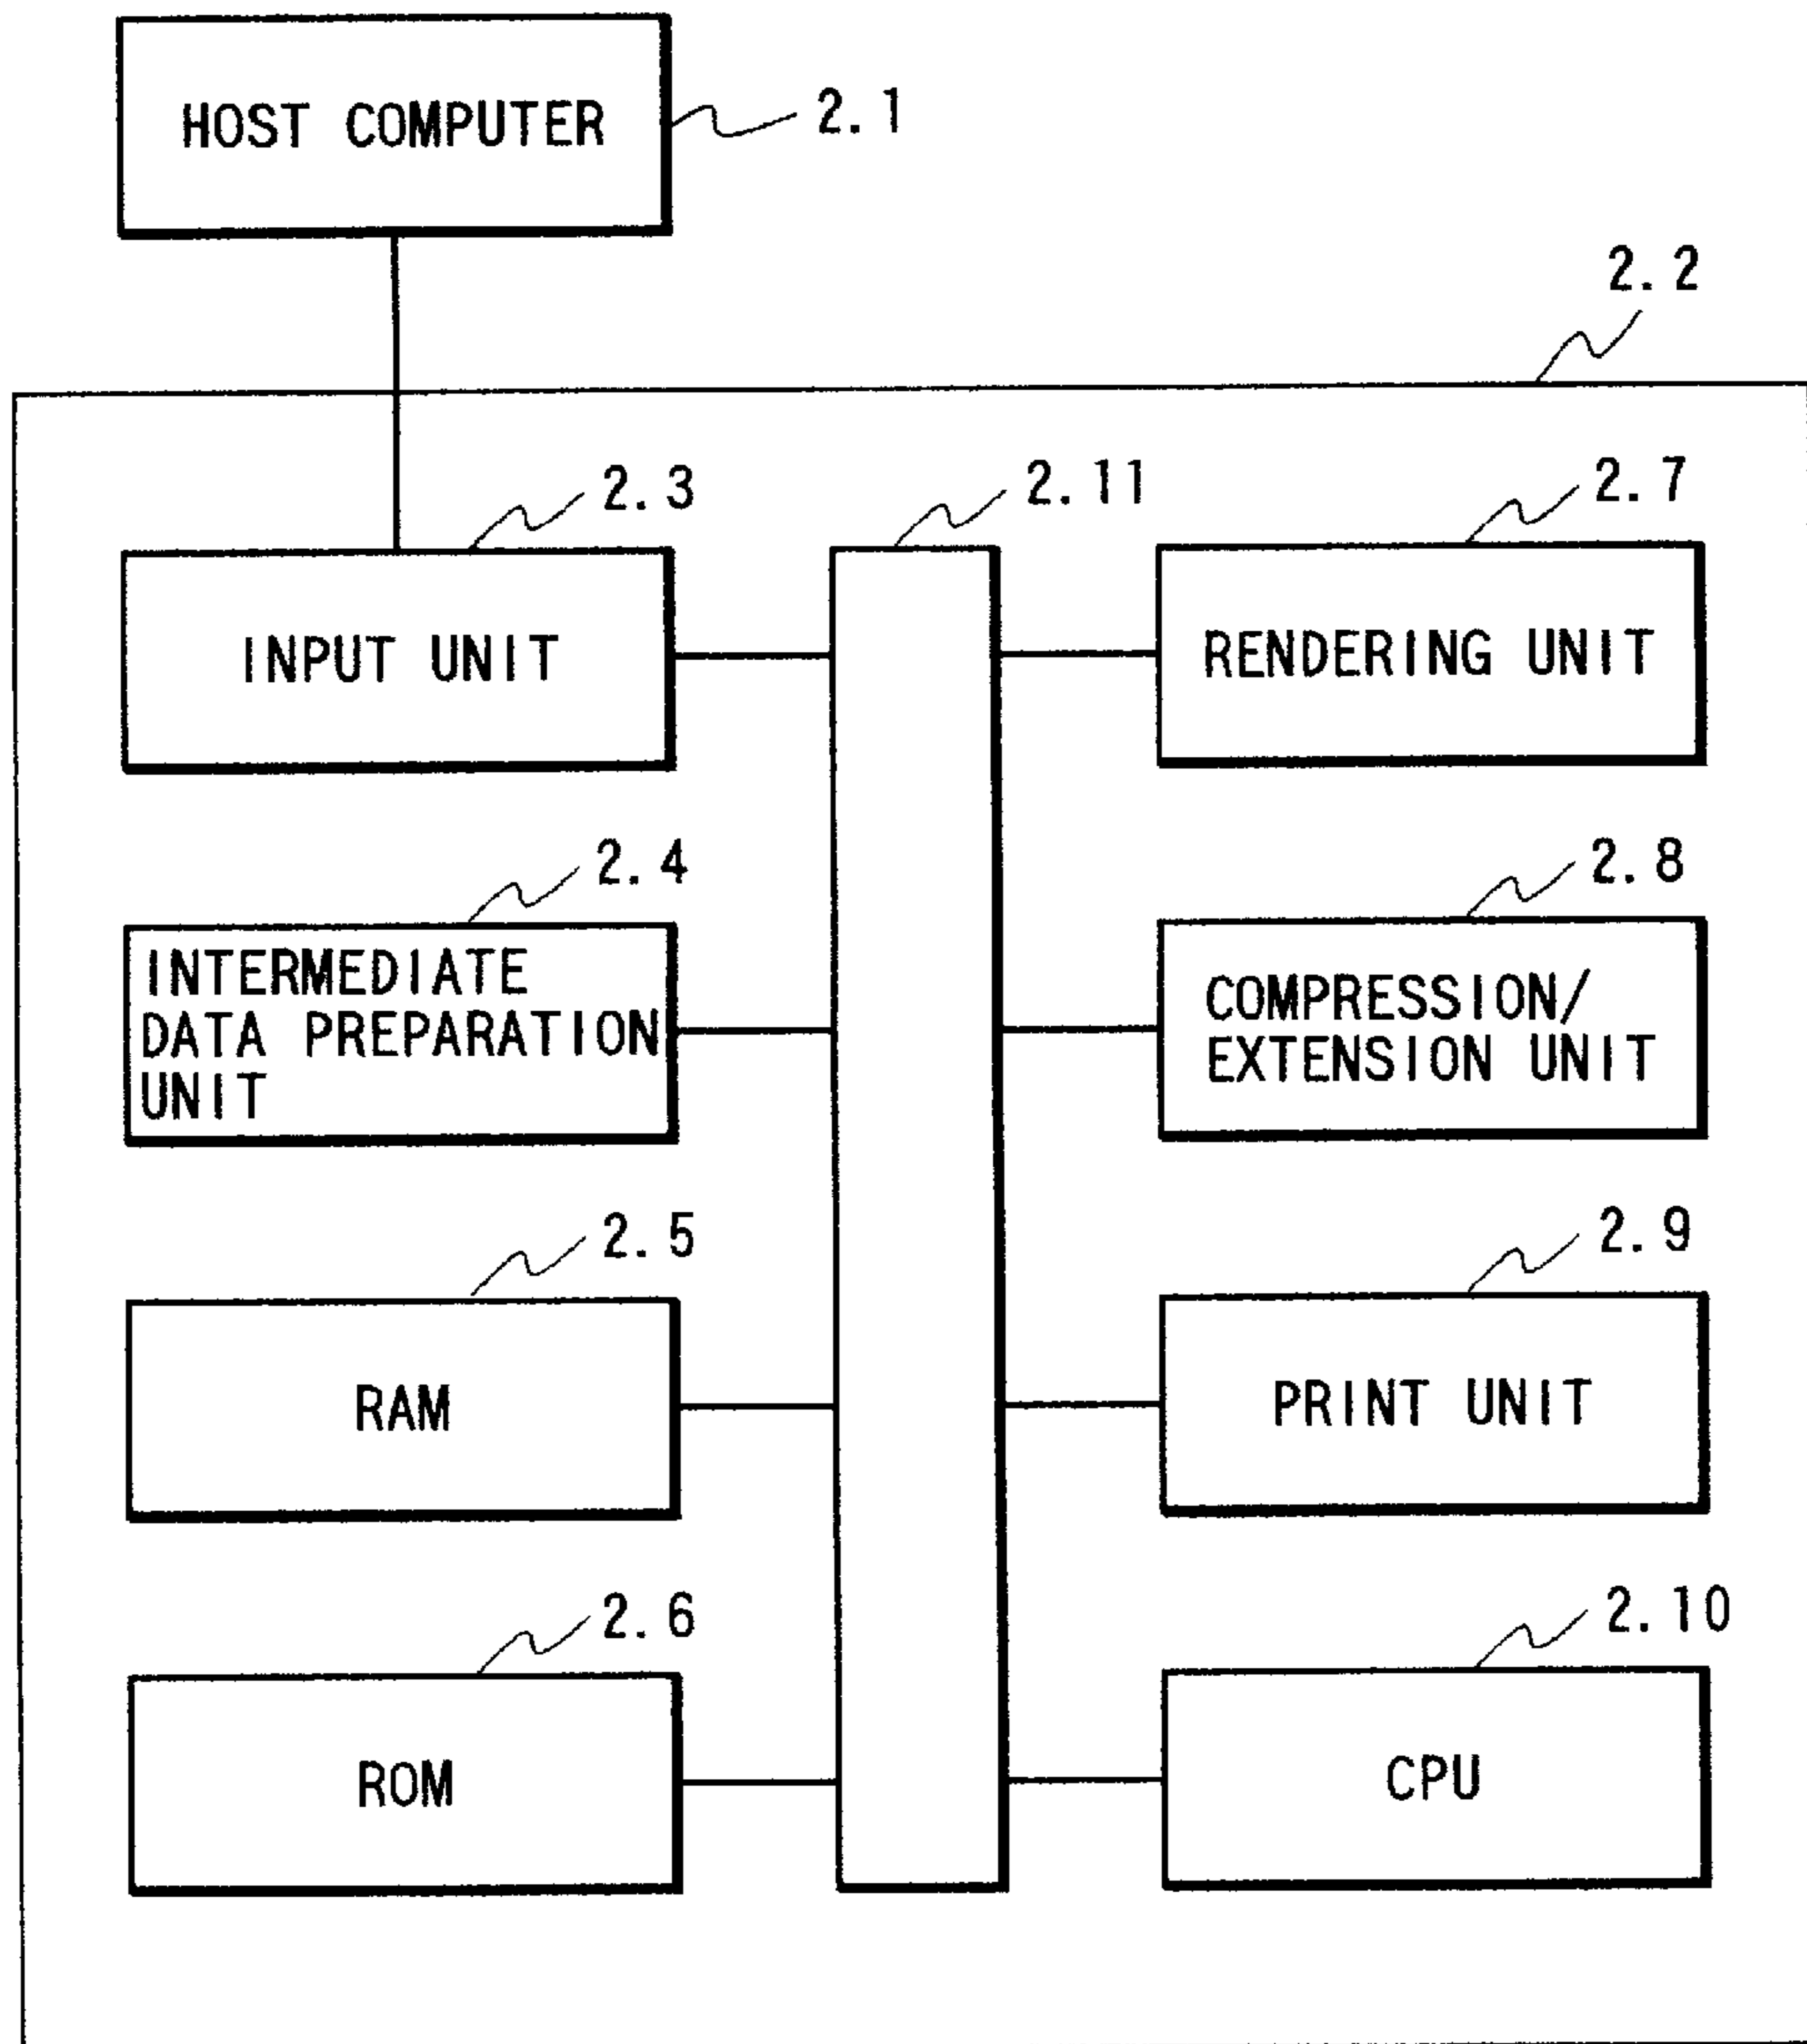 HOST COMPUTER
2.1
2.2
2.3
2.11
2.7
INPUT UNIT
RENDERING UNIT
2.4
2.8
INTERMEDIATE
DATA PREPARATION
UNIT
COMPRESSION/
EXTENSION UNIT
2.5
2.9
RAM
PRINT UNIT
2.6
2.10
ROM
CPU